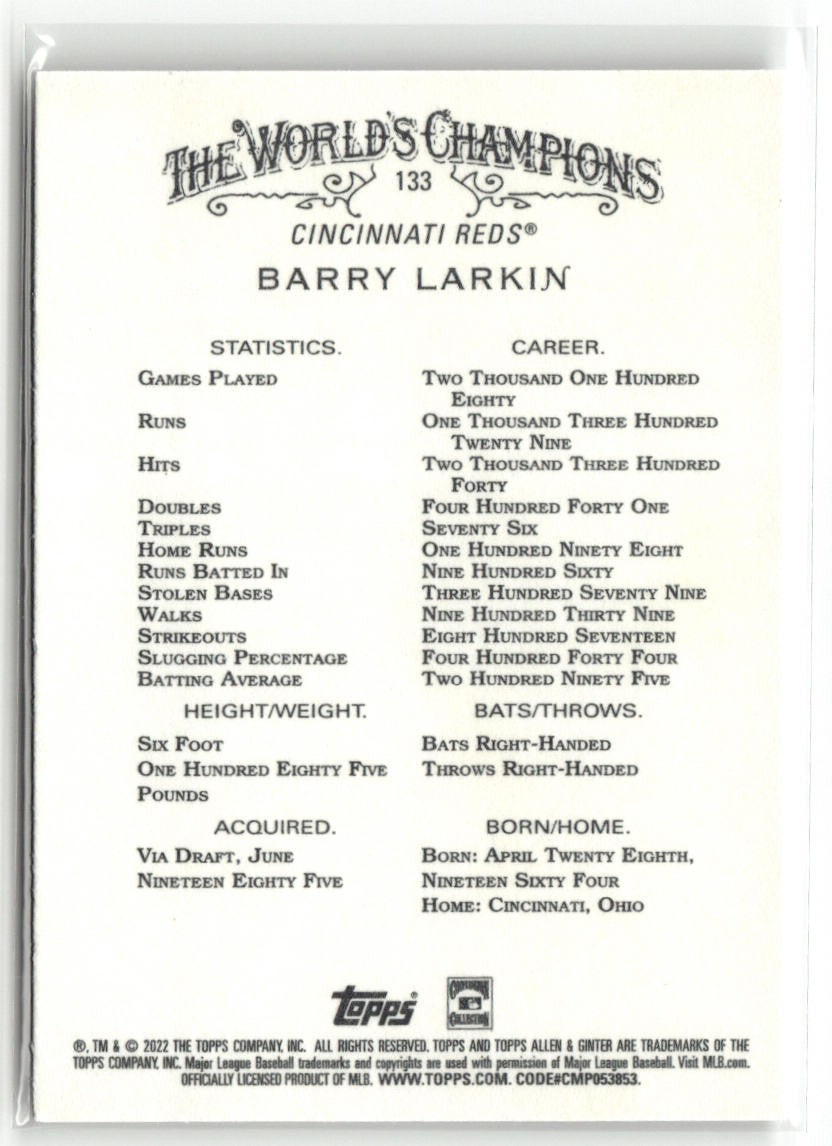 THE WORLD'S CHAMPIONS
133
CINCINNATI REDS®
BARRY LARKIN
STATISTICS. CAREER.
GAMES PLAYED TWO THOUSAND ONE HUNDRED
EIGHTY
RUNS ONE THOUSAND THREE HUNDRED
TWENTY NINE
HITS TWO THOUSAND THREE HUNDRED
FORTY
DOUBLES FOUR HUNDRED FORTY ONE
TRIPLES SEVENTY SIX
HOME RUNS ONE HUNDRED NINETY EIGHT
RUNS BATTED IN NINE HUNDRED SIXTY
STOLEN BASES THREE HUNDRED SEVENTY NINE
WALKS NINE HUNDRED THIRTY NINE
STRIKEOUTS EIGHT HUNDRED SEVENTEEN
SLUGGING PERCENTAGE FOUR HUNDRED FORTY FOUR
BATTING AVERAGE TWO HUNDRED NINETY FIVE
HEIGHT/WEIGHT. BATS/THROWS.
SIX FOOT BATS RIGHT-HANDED
ONE HUNDRED EIGHTY FIVE THROWS RIGHT-HANDED
POUNDS
ACQUIRED. BORN/HOME.
VIA DRAFT, JUNE BORN: APRIL TWENTY EIGHTH,
NINETEEN EIGHTY FIVE NINETEEN SIXTY FOUR
HOME: CINCINNATI, OHIO
Topps® COOPERSTOWN COLLECTION
®, TM & © 2022 THE TOPPS COMPANY, INC. ALL RIGHTS RESERVED. TOPPS AND TOPPS ALLEN & GINTER ARE TRADEMARKS OF THE
TOPPS COMPANY, INC. Major League Baseball trademarks and copyrights are used with permission of Major League Baseball. Visit MLB.com.
OFFICIALLY LICENSED PRODUCT OF MLB. WWW.TOPPS.COM. CODE#CMP053853.